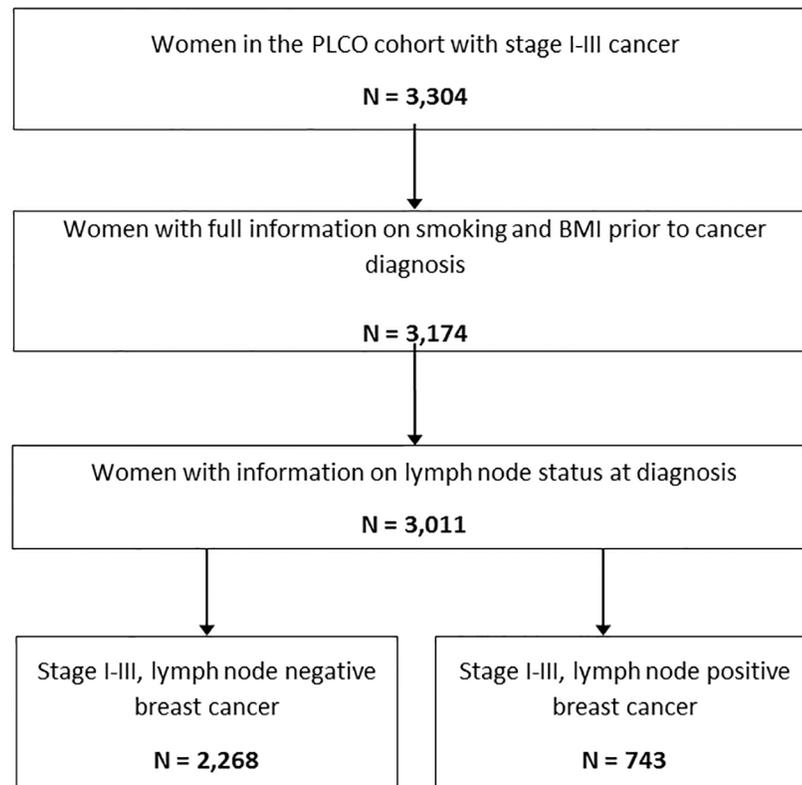 Women in the PLCO cohort with stage I-III cancer
N = 3,304
Women with full information on smoking and BMI prior to cancer
diagnosis
N = 3,174
Women with information on lymph node status at diagnosis
N = 3,011
Stage I-III, lymph node negative
breast cancer
N = 2,268
Stage I-III, lymph node positive
breast cancer
N = 743